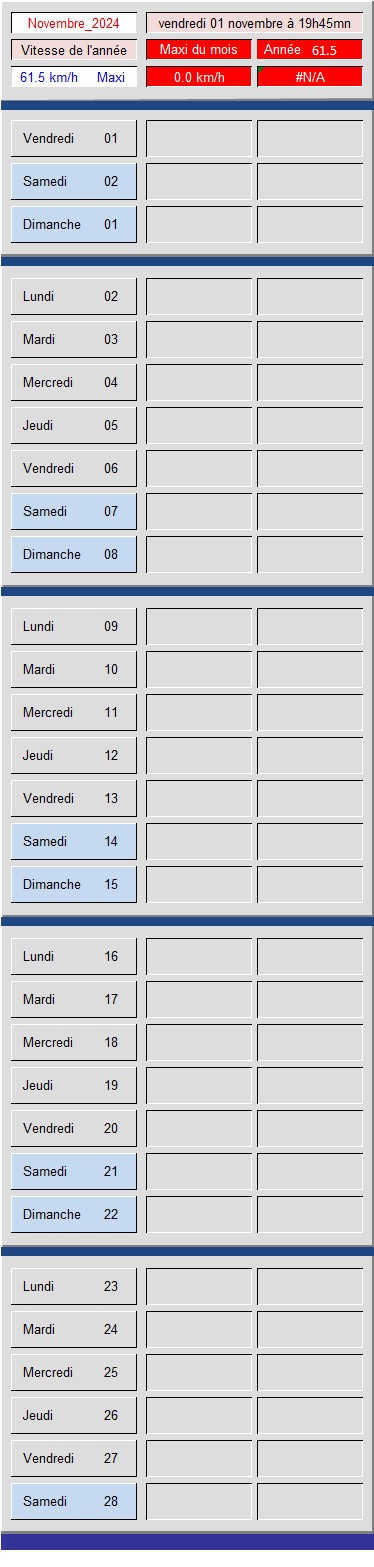 Novembre_2024 vendredi 01 novembre à 19h45mn
Vitesse de l'année Maxi du mois Année 61.5
61.5 km/h Maxi 0.0 km/h #N/A
Vendredi 01
Samedi 02
Dimanche 01
Lundi 02
Mardi 03
Mercredi 04
Jeudi 05
Vendredi 06
Samedi 07
Dimanche 08
Lundi 09
Mardi 10
Mercredi 11
Jeudi 12
Vendredi 13
Samedi 14
Dimanche 15
Lundi 16
Mardi 17
Mercredi 18
Jeudi 19
Vendredi 20
Samedi 21
Dimanche 22
Lundi 23
Mardi 24
Mercredi 25
Jeudi 26
Vendredi 27
Samedi 28